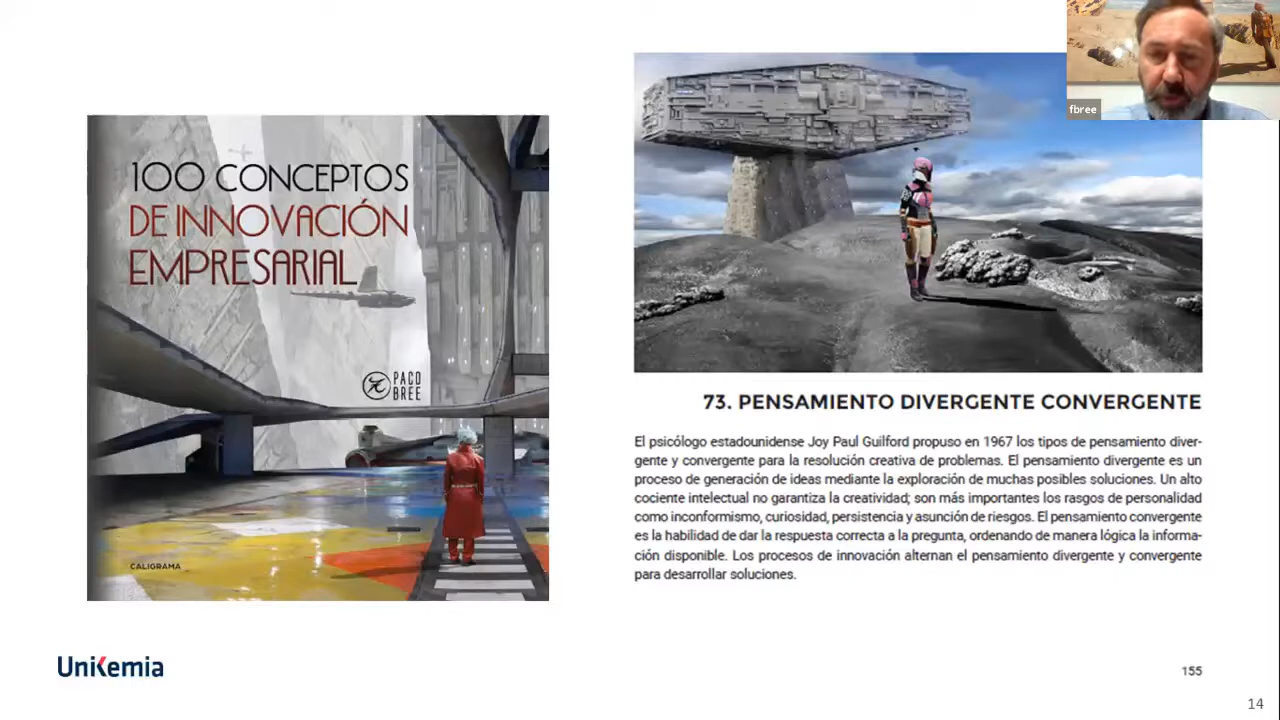 fbree
100 CONCEPTOS
DE INNOVACIÓN
EMPRESARIAL
PACO
BREE
CALIGRAMA
73. PENSAMIENTO DIVERGENTE CONVERGENTE
El psicólogo estadounidense Joy Paul Guilford propuso en 1967 los tipos de pensamiento diver-
gente y convergente para la resolución creativa de problemas. El pensamiento divergente es un
proceso de generación de ideas mediante la exploración de muchas posibles soluciones. Un alto
cociente intelectual no garantiza la creatividad; son más importantes los rasgos de personalidad
como inconformismo, curiosidad, persistencia y asunción de riesgos. El pensamiento convergente
es la habilidad de dar la respuesta correcta a la pregunta, ordenando de manera lógica la informa-
ción disponible. Los procesos de innovación alternan el pensamiento divergente y convergente
para desarrollar soluciones.
UniKemia
155
14